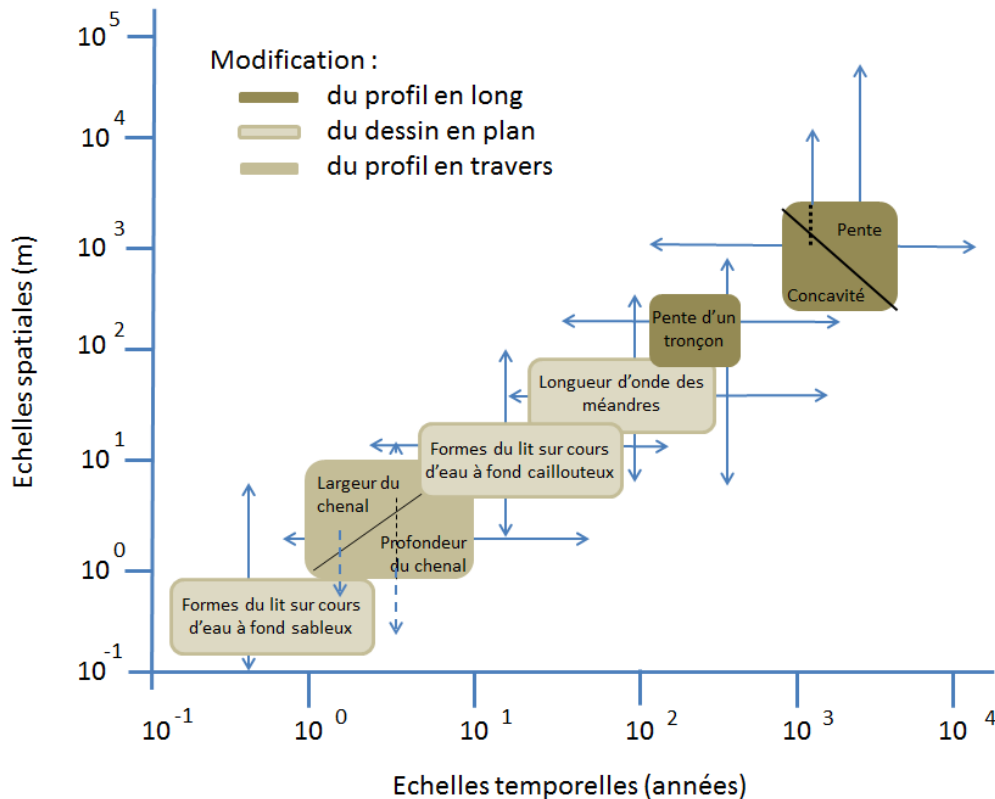 Modification :
du profil en long
du dessin en plan
du profil en travers
Echelles spatiales (m)
10^5
10^4
10^3
10^2
10^1
10^0
10^-1
Pente
Concavité
Pente d'un
tronçon
Longueur d'onde des
méandres
Formes du lit sur cours
d'eau à fond caillouteux
Largeur du
chenal
Profondeur
du chenal
Formes du lit sur cours
d'eau à fond sableux
10^-1 10^0 10^1 10^2 10^3 10^4
Echelles temporelles (années)